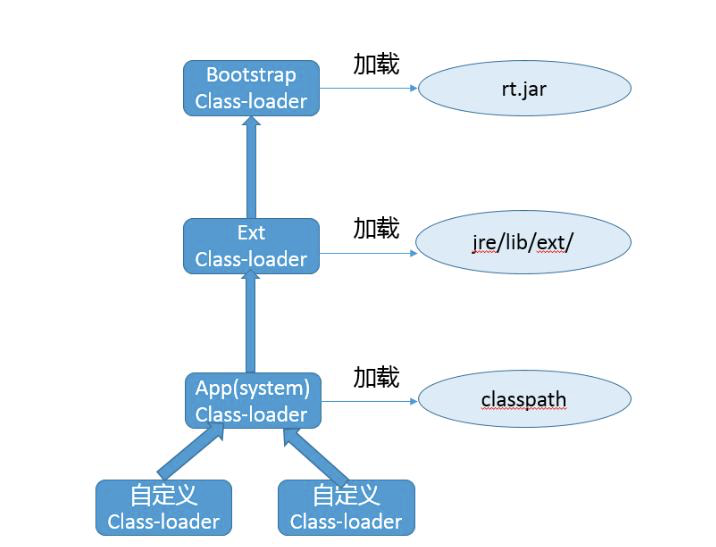 Bootstrap
Class-loader
加载
rt.jar
Ext
Class-loader
加载
jre/lib/ext/
App(system)
Class-loader
加载
classpath
自定义
Class-loader
自定义
Class-loader